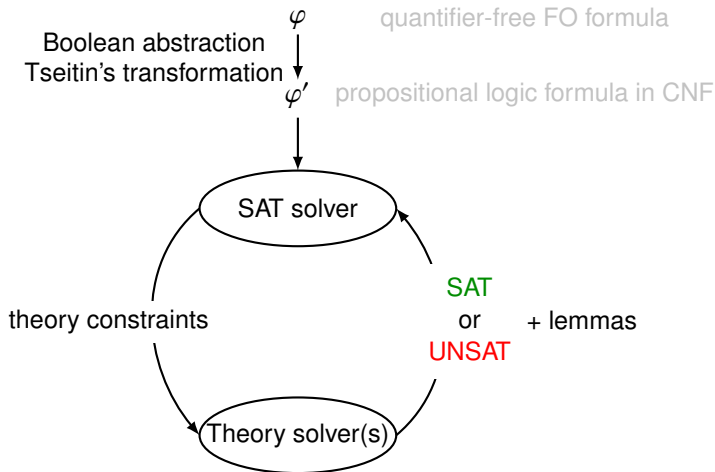 φ quantifier-free FO formula
Boolean abstraction
Tseitin's transformation
φ′ propositional logic formula in CNF
SAT solver
theory constraints
SAT
or
UNSAT
+ lemmas
Theory solver(s)